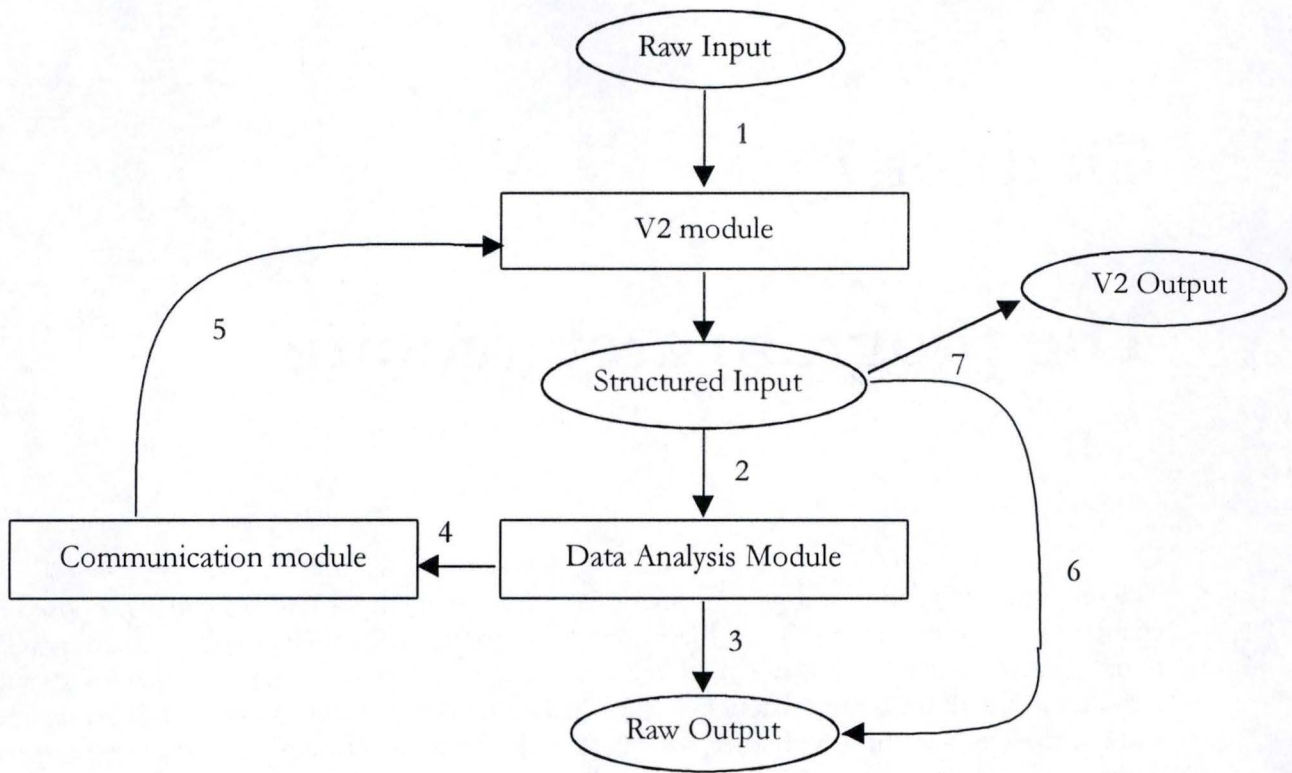 Raw Input
1
V2 module
V2 Output
5
7
Structured Input
2
4
Communication module
Data Analysis Module
6
3
Raw Output